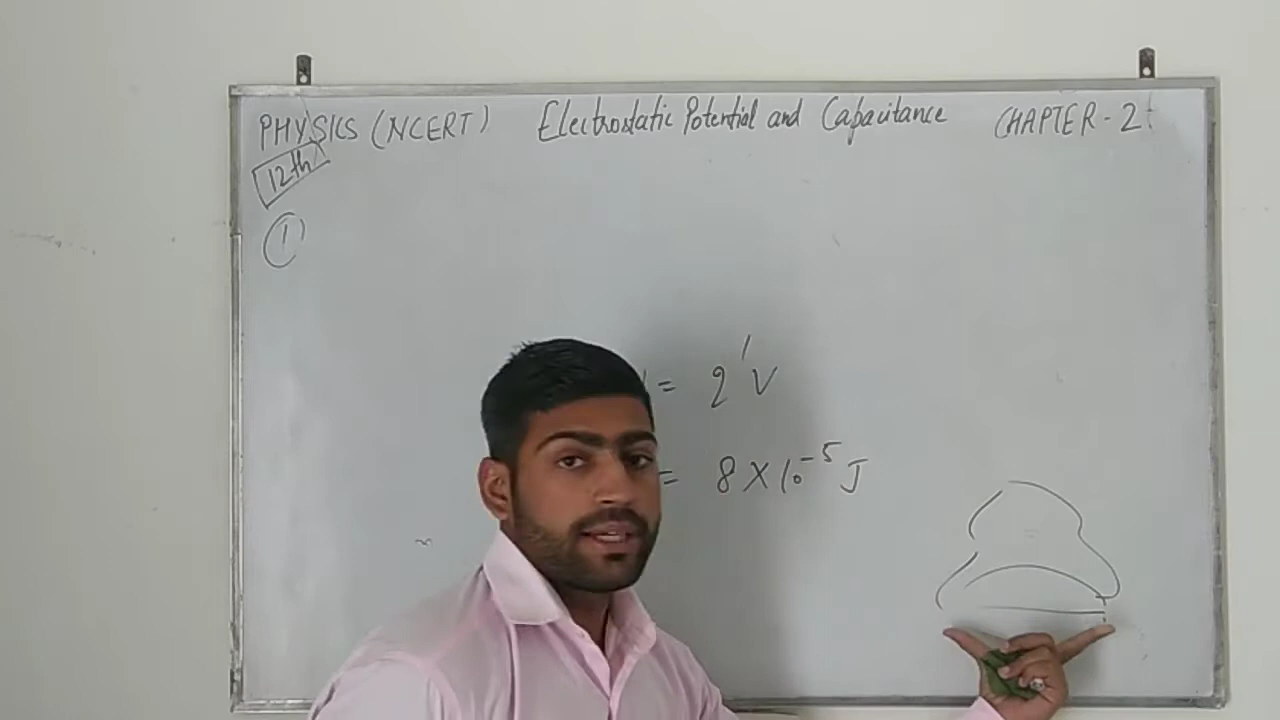 PHYSICS (NCERT) Electrostatic Potential and Capacitance CHAPTER-2
12th
1
= 2 V
= 8 X 10⁻⁵ J